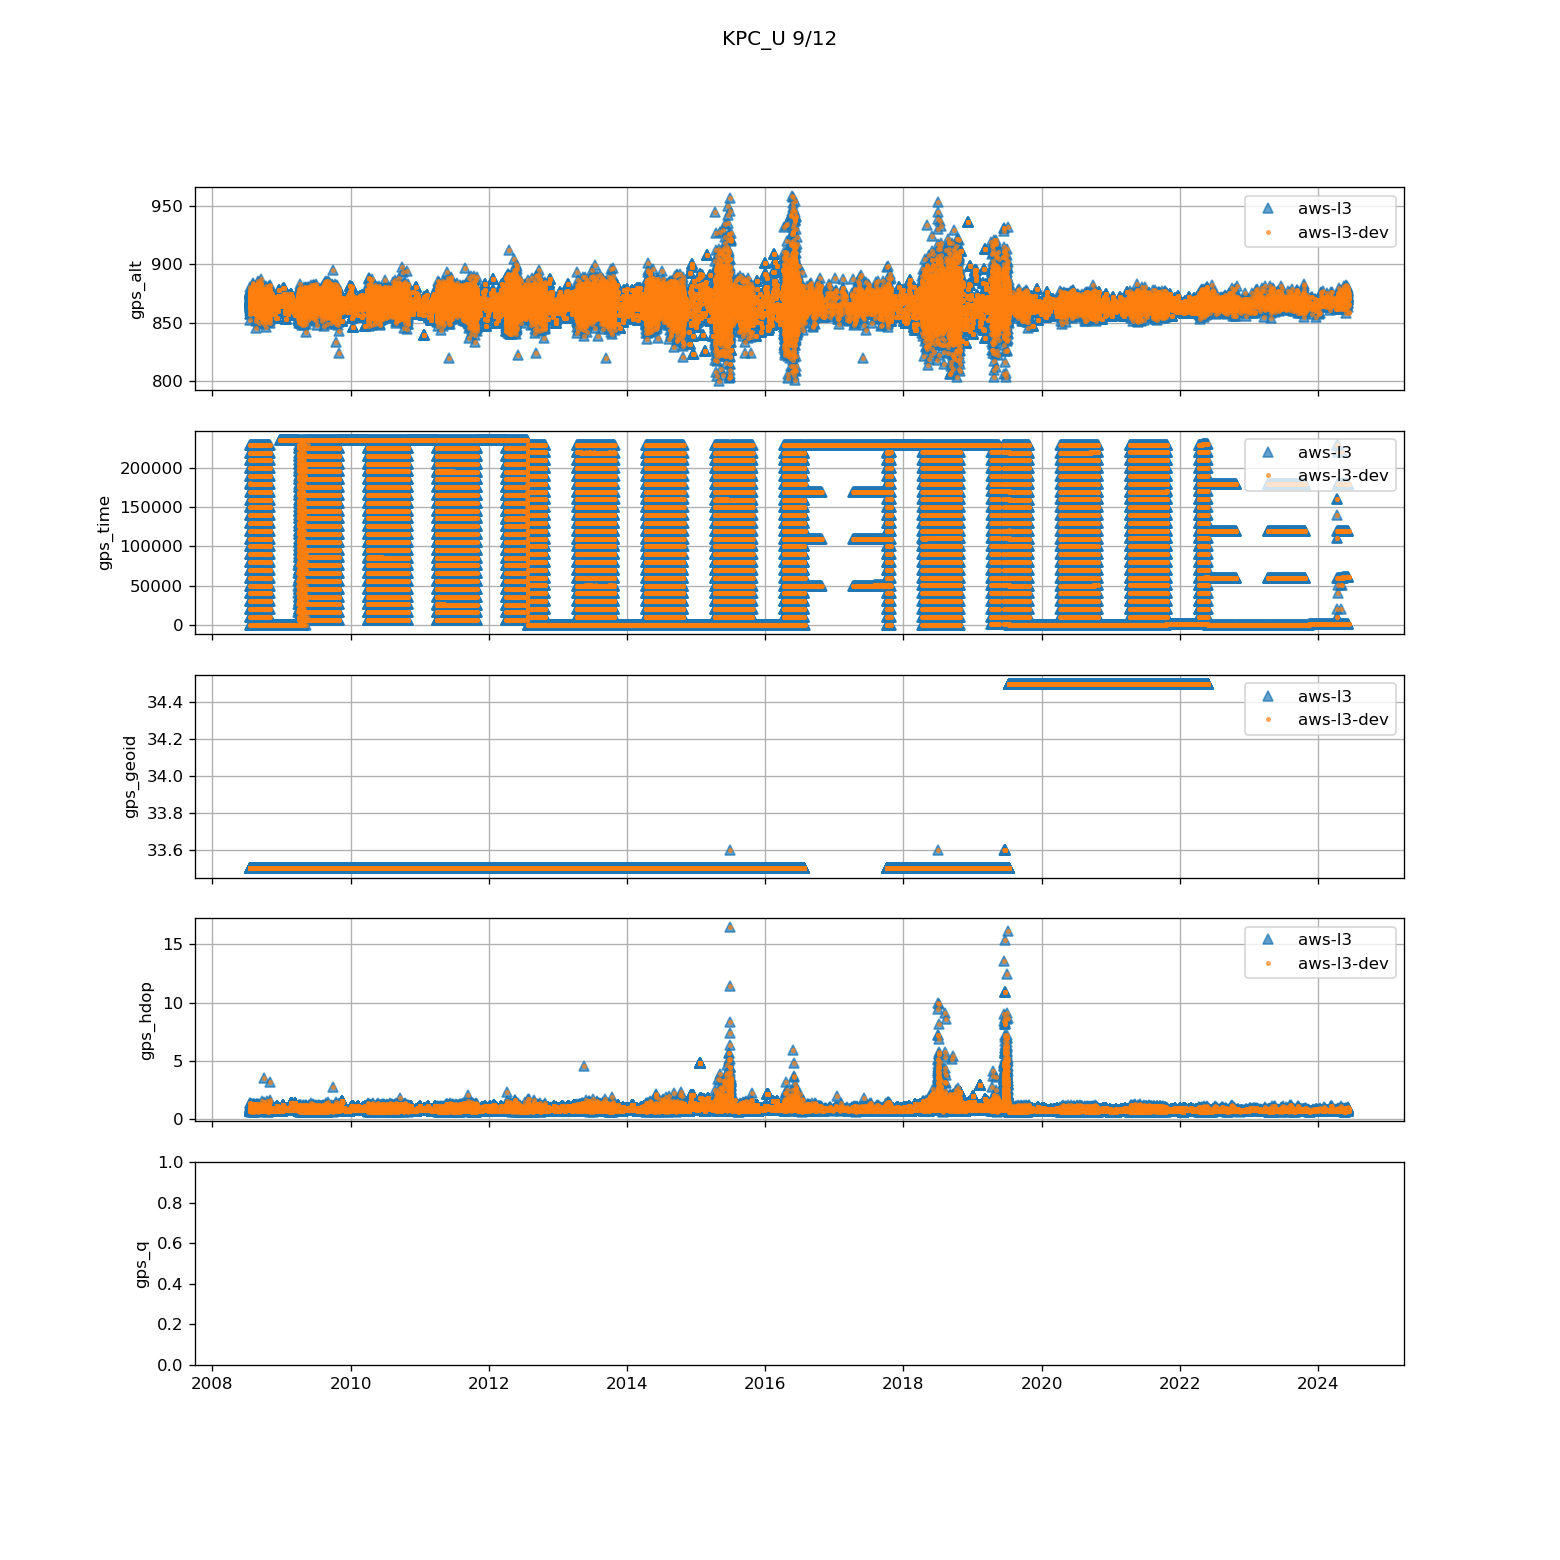 KPC_U 9/12
950
900
850
800
gps_alt
aws-l3
aws-l3-dev
200000
150000
100000
50000
0
gps_time
aws-l3
aws-l3-dev
34.4
34.2
34.0
33.8
33.6
gps_geoid
aws-l3
aws-l3-dev
15
10
5
0
gps_hdop
aws-l3
aws-l3-dev
1.0
0.8
0.6
0.4
0.2
0.0
gps_q
2008 2010 2012 2014 2016 2018 2020 2022 2024